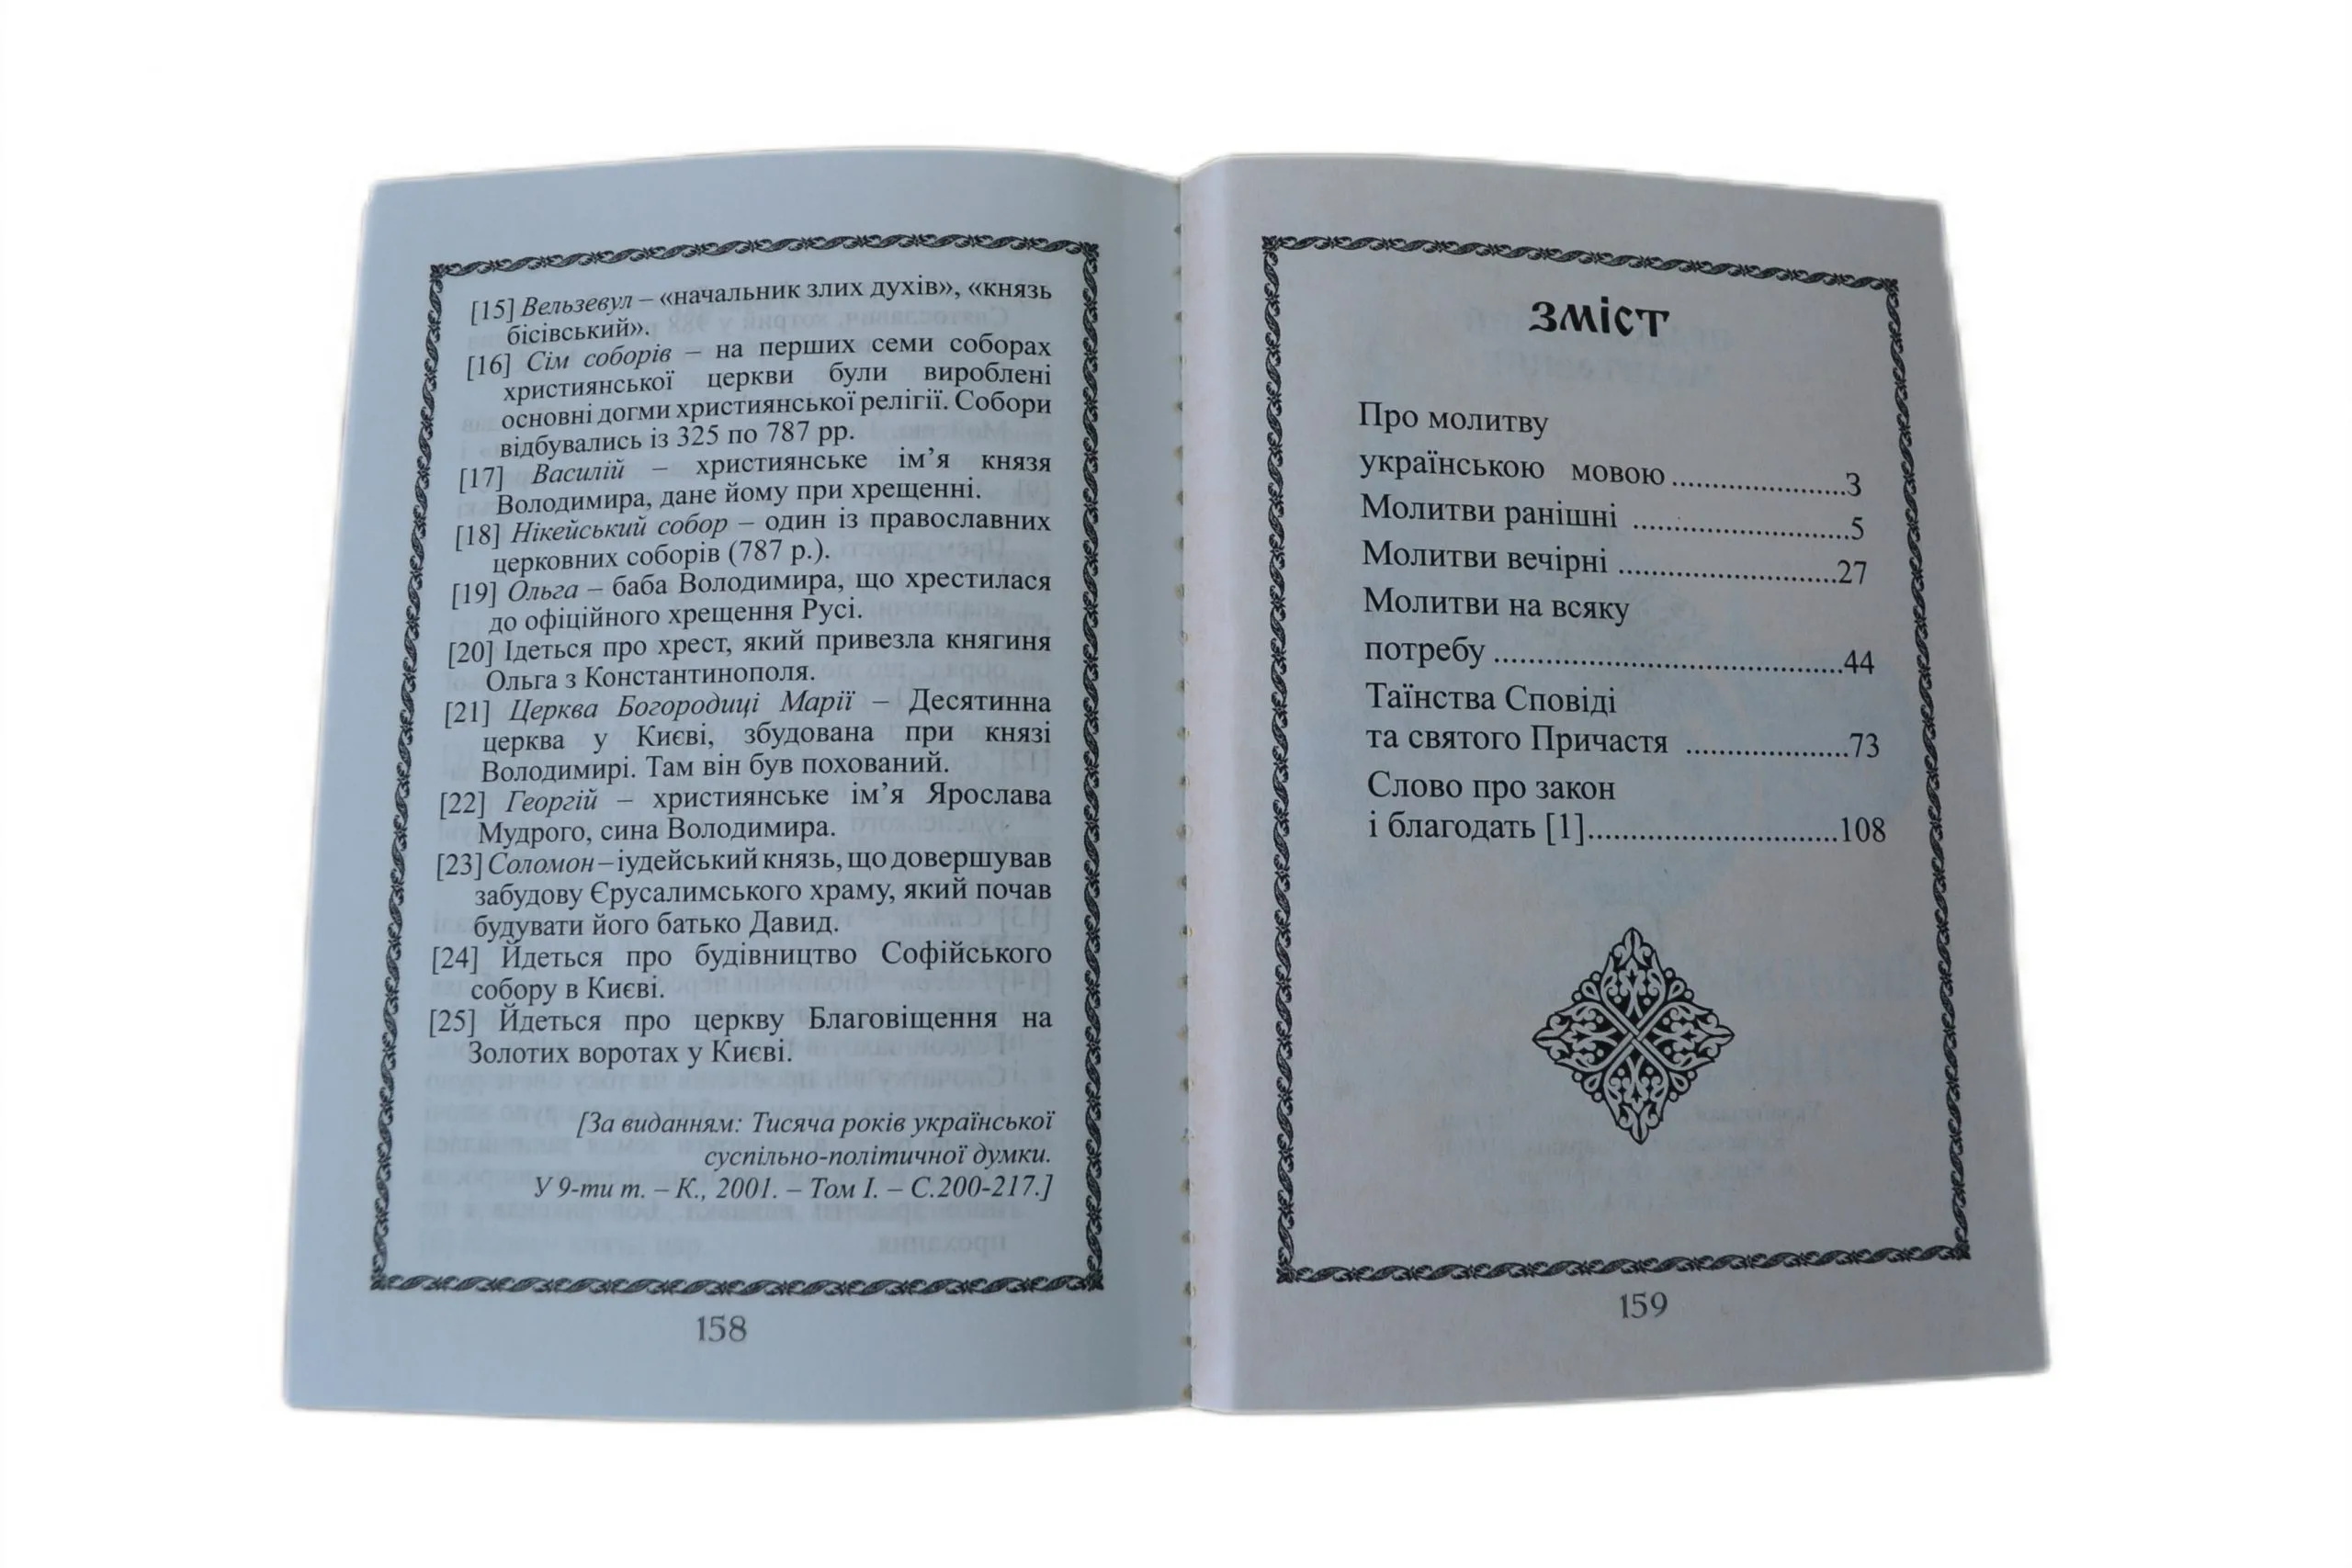 [15] Вельзевул – «начальник злих духів», «князь
бісівський».
[16] Сім соборів – на перших семи соборах
християнської церкви були вироблені
основні догми християнської релігії. Собори
відбувались із 325 по 787 рр.
[17] Василій – християнське ім’я князя
Володимира, дане йому при хрещенні.
[18] Нікейський собор – один із православних
церковних соборів (787 р.).
[19] Ольга – баба Володимира, що хрестилася
до офіційного хрещення Русі.
[20] Ідеться про хрест, який привезла княгиня
Ольга з Константинополя.
[21] Церква Богородиці Марії – Десятинна
церква у Києві, збудована при князі
Володимирі. Там він був похований.
[22] Георгій – християнське ім’я Ярослава
Мудрого, сина Володимира.
[23] Соломон – іудейський князь, що довершував
забудову Єрусалимського храму, який почав
будувати його батько Давид.
[24] Йдеться про будівництво Софійського
собору в Києві.
[25] Йдеться про церкву Благовіщення на
Золотих воротах у Києві.
[За виданням: Тисяча років української
суспільно-політичної думки.
У 9-ти т. – К., 2001. – Том І. – С.200-217.]
158
зміст
Про молитву
українською мовою ......................3
Молитви ранішні ............................5
Молитви вечірні ............................27
Молитви на всяку
потребу ............................................44
Таїнства Сповіді
та святого Причастя .....................73
Слово про закон
і благодать [1]................................108
159